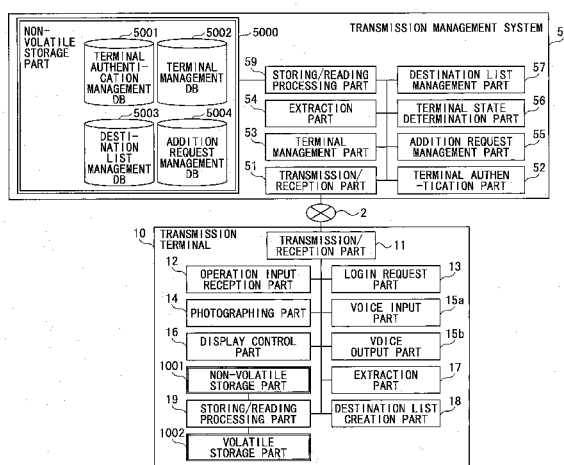 TRANSMISSION MANAGEMENT SYSTEM
5
NON-
VOLATILE
STORAGE
PART
5000
5001
TERMINAL
AUTHENTI-
CATION
MANAGEMENT
DB
5002
TERMINAL
MANAGEMENT
DB
5003
DESTI-
NATION
LIST
MANAGEMENT
DB
5004
ADDITION
REQUEST
MANAGEMENT
DB
59
STORING/READING
PROCESSING PART
57
DESTINATION LIST
MANAGEMENT PART
54
EXTRACTION
PART
56
TERMINAL STATE
DETERMINATION PART
53
TERMINAL
MANAGEMENT PART
55
ADDITION REQUEST
MANAGEMENT PART
51
TRANSMISSION/
RECEPTION PART
52
TERMINAL AUTHEN
-TICATION PART
2
10
TRANSMISSION
TERMINAL
TRANSMISSION/
RECEPTION PART
11
12
OPERATION INPUT
RECEPTION PART
13
LOGIN REQUEST
PART
14
PHOTOGRAPHING PART
15a
VOICE INPUT
PART
16
DISPLAY CONTROL
PART
15b
VOICE
OUTPUT PART
1001
NON-VOLATILE
STORAGE PART
17
EXTRACTION
PART
19
STORING/READING
PROCESSING PART
18
DESTINATION LIST
CREATION PART
1002
VOLATILE
STORAGE PART